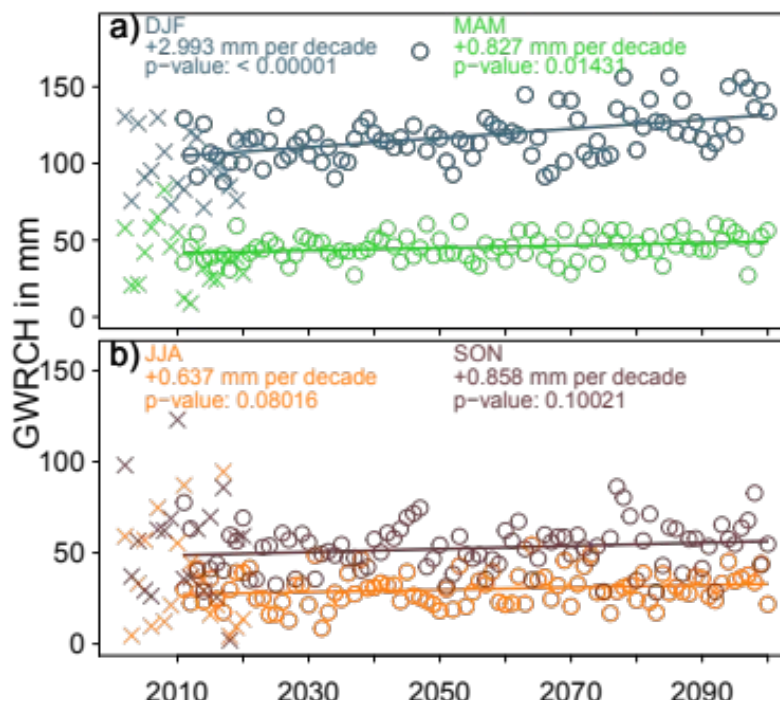 a) DJF MAM
+2.993 mm per decade +0.827 mm per decade
p−value: < 0.00001 p−value: 0.01431
150
100
50
0
GWRCH in mm
b) JJA SON
+0.637 mm per decade +0.858 mm per decade
p−value: 0.08016 p−value: 0.10021
150
100
50
0
2010 2030 2050 2070 2090